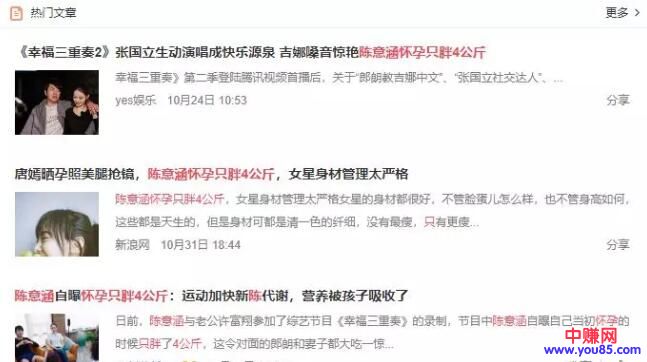 热门文章
更多 >
《幸福三重奏2》张国立生动演唱成快乐源泉 吉娜嗓音惊艳陈意涵怀孕只胖4公斤
幸福三重奏》第二季登陆腾讯视频首播后，关于“郎朗教吉娜中文”、“张国立社交达人”、...
yes娱乐 10月24日 10:53
分享
唐嫣晒孕照美腿抢镜，陈意涵怀孕只胖4公斤，女星身材管理太严格
陈意涵怀孕只胖4公斤，女星身材管理太严格女星的身材都很好，不管脸蛋儿怎么样，也不管身高如何，
这些都是天生的，但是身材可都是清一色的纤细，没有最瘦，只有更瘦...
新浪网 10月31日 18:44
分享
陈意涵自曝怀孕只胖4公斤：运动加快新陈代谢，营养被孩子吸收了
日前，陈意涵与老公许富翔参加了综艺节目《幸福三重奏》的录制，节目中陈意涵自曝自己当初怀孕的
时候只胖了4公斤，这令对面的郎朗和妻子都大吃一惊...
中赚网
www.you85.com